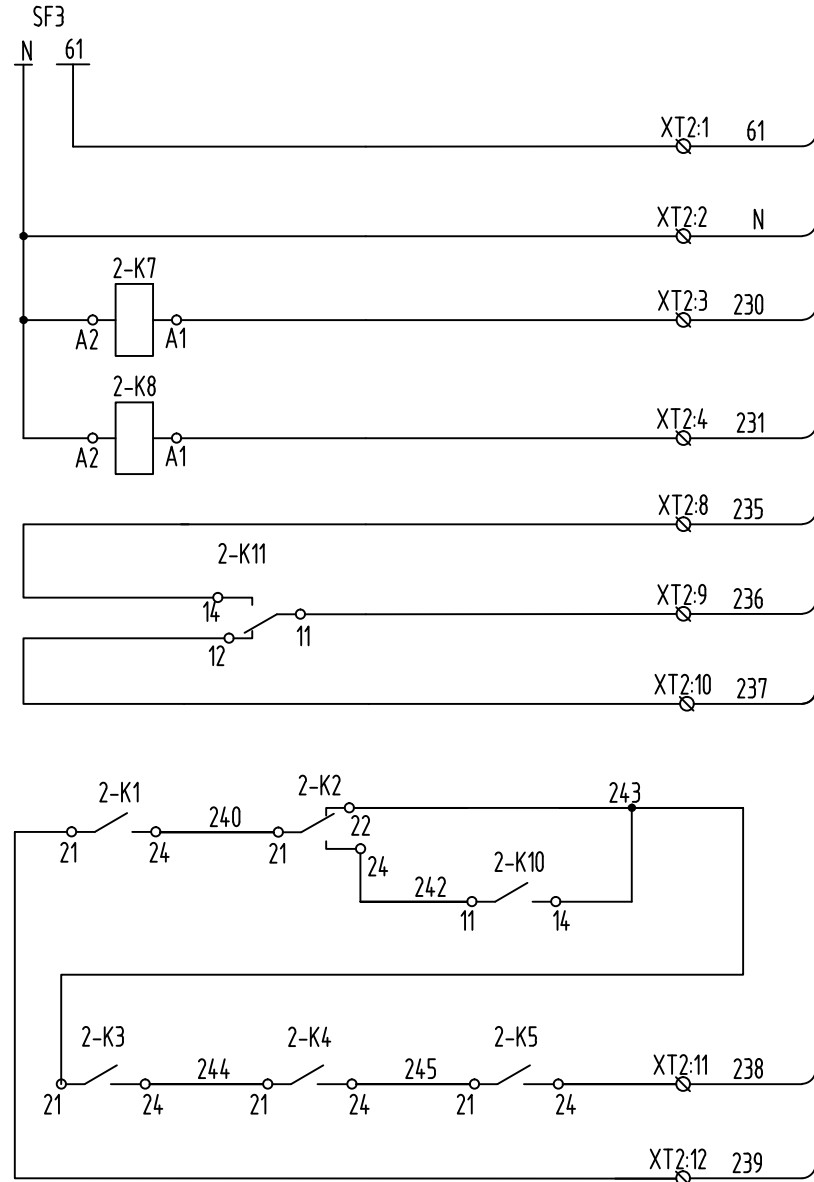 SF3
N 61
XT2:1 61
XT2:2 N
2-K7
XT2:3 230
A2 A1
2-K8
XT2:4 231
A2 A1
XT2:8 235
2-K11
14
XT2:9 236
12 11
XT2:10 237
2-K1 240 2-K2 243
21 24 21 22
24
242 2-K10
11 14
2-K3 244 2-K4 245 2-K5 XT2:11 238
21 24 21 24 21 24
XT2:12 239